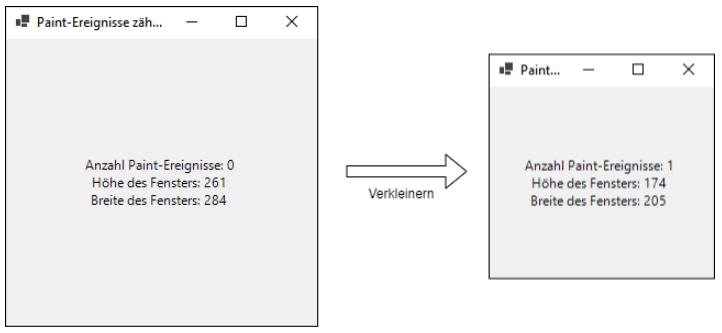 Paint-Ereignisse zäh...
Anzahl Paint-Ereignisse: 0
Höhe des Fensters: 261
Breite des Fensters: 284
Verkleinern
Paint...
Anzahl Paint-Ereignisse: 1
Höhe des Fensters: 174
Breite des Fensters: 205